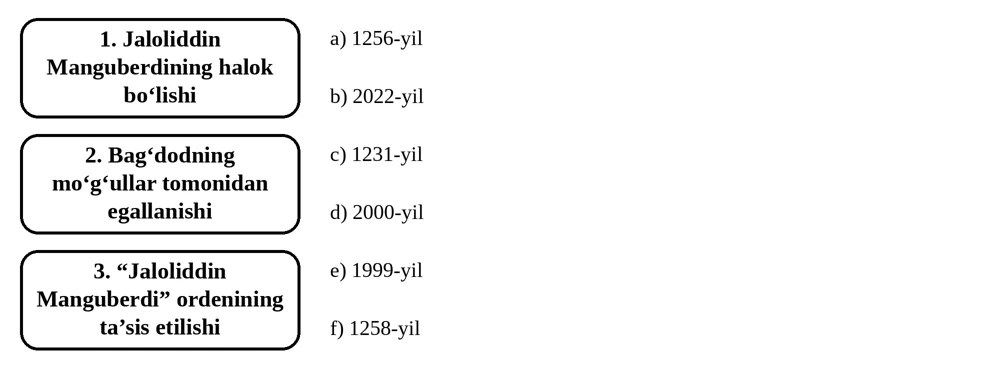 1. Jaloliddin
Manguberdining halok
bo‘lishi
2. Bag‘dodning
mo‘g‘ullar tomonidan
egallanishi
3. “Jaloliddin
Manguberdi” ordenining
ta’sis etilishi
a) 1256-yil
b) 2022-yil
c) 1231-yil
d) 2000-yil
e) 1999-yil
f) 1258-yil